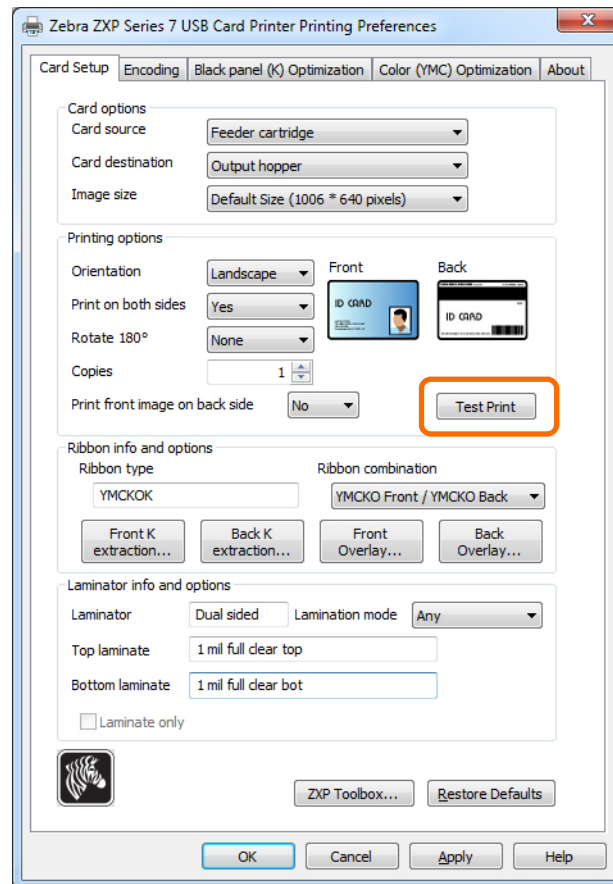 Zebra ZXP Series 7 USB Card Printer Printing Preferences
Card Setup Encoding Black panel (K) Optimization Color (YMC) Optimization About
Card options
Card source Feeder cartridge
Card destination Output hopper
Image size Default Size (1006 * 640 pixels)
Printing options
Orientation Landscape Front Back
Print on both sides Yes
ID CARD ID CARD
Rotate 180° None
Copies 1
Print front image on back side No Test Print
Ribbon info and options
Ribbon type Ribbon combination
YMCKOK YMCKO Front / YMCKO Back
Front K extraction... Back K extraction... Front Overlay... Back Overlay...
Laminator info and options
Laminator Dual sided Lamination mode Any
Top laminate 1 mil full clear top
Bottom laminate 1 mil full clear bot
Laminate only
ZXP Toolbox... Restore Defaults
OK Cancel Apply Help